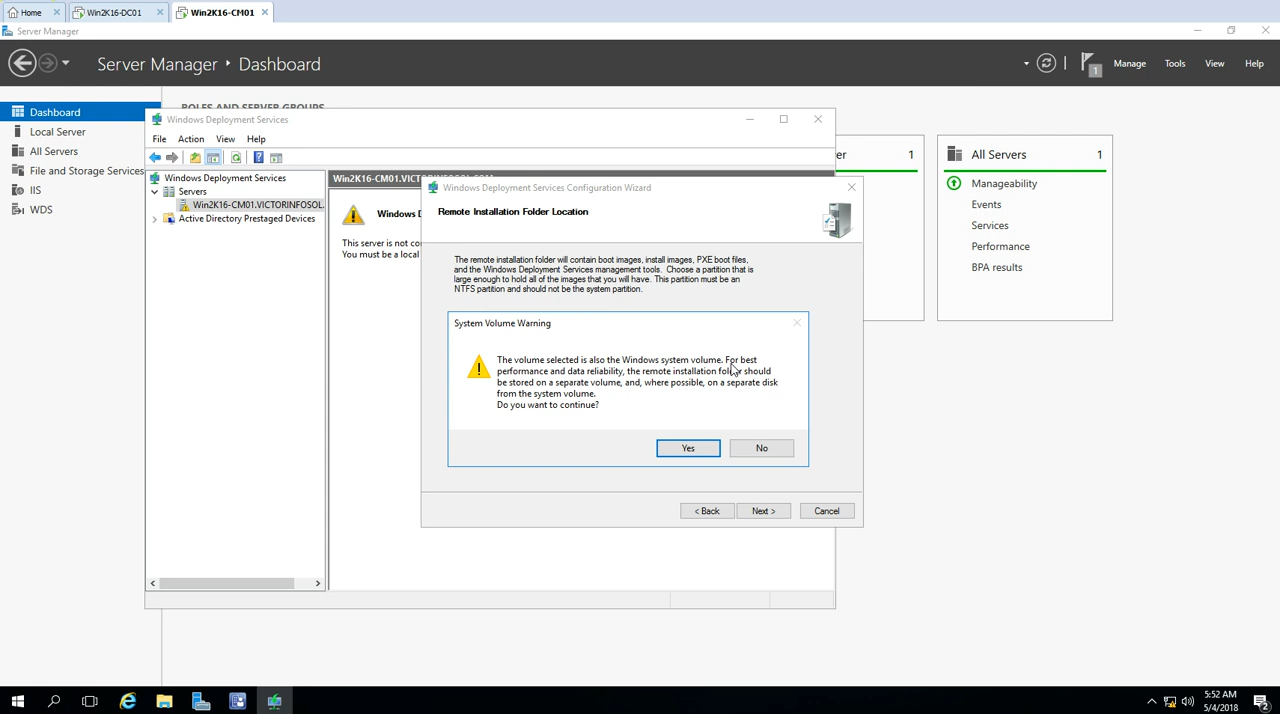 Home
Win2K16-DC01
Win2K16-CM01
Server Manager
Server Manager • Dashboard
1
Manage
Tools
View
Help
Dashboard
Local Server
All Servers
File and Storage Services
IIS
WDS
ROLES AND SERVER GROUPS
Windows Deployment Services
File
Action
View
Help
Windows Deployment Services
Servers
Win2K16-CM01.VICTORINFOSOL.
Active Directory Prestaged Devices
Windows D
This server is not co
You must be a local
Windows Deployment Services Configuration Wizard
Remote Installation Folder Location
The remote installation folder will contain boot images, install images, PXE boot files,
and the Windows Deployment Services management tools. Choose a partition that is
large enough to hold all of the images that you will have. This partition must be an
NTFS partition and should not be the system partition.
System Volume Warning
The volume selected is also the Windows system volume. For best
performance and data reliability, the remote installation folder should
be stored on a separate volume, and, where possible, on a separate disk
from the system volume.
Do you want to continue?
Yes
No
< Back
Next >
Cancel
er 1
All Servers 1
Manageability
Events
Services
Performance
BPA results
5:52 AM
5/4/2018
2